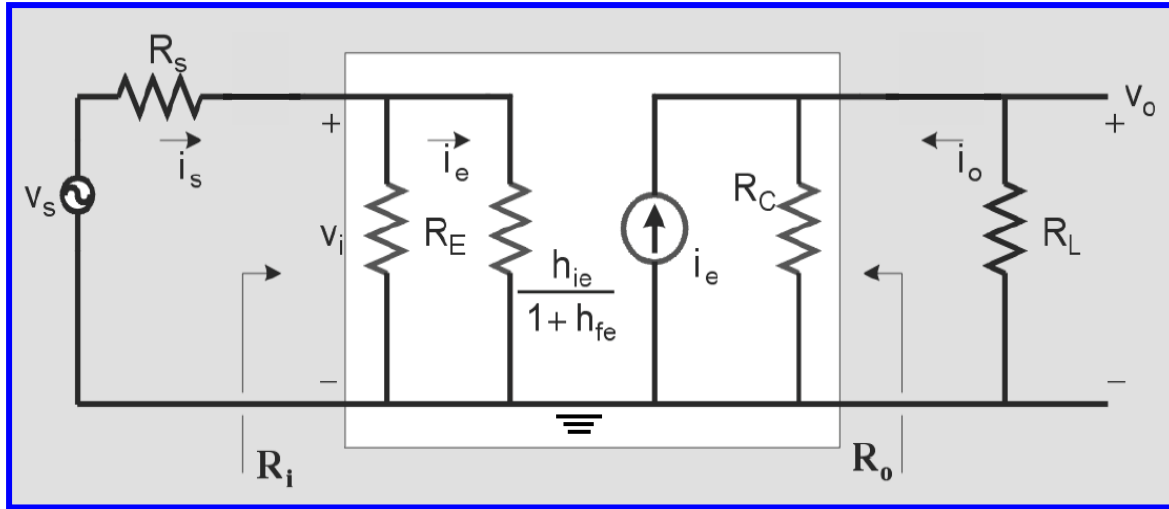 R_s
i_s
v_s
+
v_i
−
R_i
R_E
i_e
h_ie
1 + h_fe
i_e
R_C
R_o
i_o
R_L
v_o
+
−